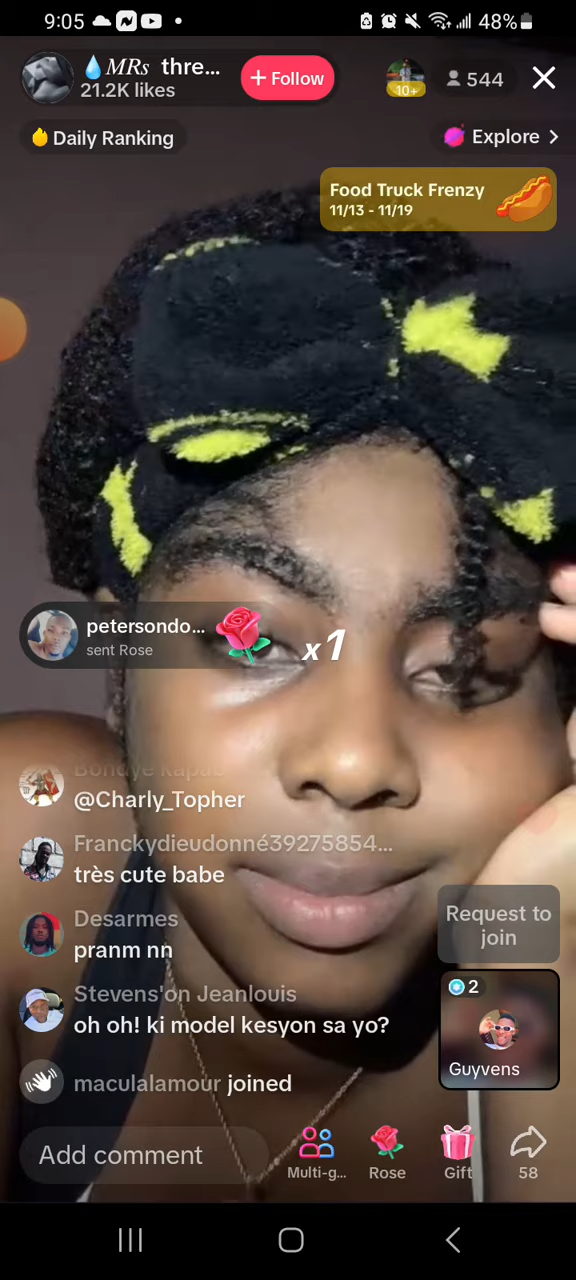 9:05
48%
💧MRs thre...
21.2K likes
+ Follow
10+
544
Daily Ranking
Explore >
Food Truck Frenzy
11/13 - 11/19
petersondo...
sent Rose
x1
Bondye kapab
@Charly_Topher
Franckydieudonné39275854...
très cute babe
Desarmes
pranm nn
Stevens'on Jeanlouis
oh oh! ki model kesyon sa yo?
maculalamour joined
Request to
join
2
Guyvens
Add comment
Multi-g...
Rose
Gift
58